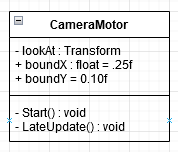 CameraMotor
- lookAt : Transform
+ boundX : float = .25f
+ boundY = 0.10f
- Start() : void
- LateUpdate() : void